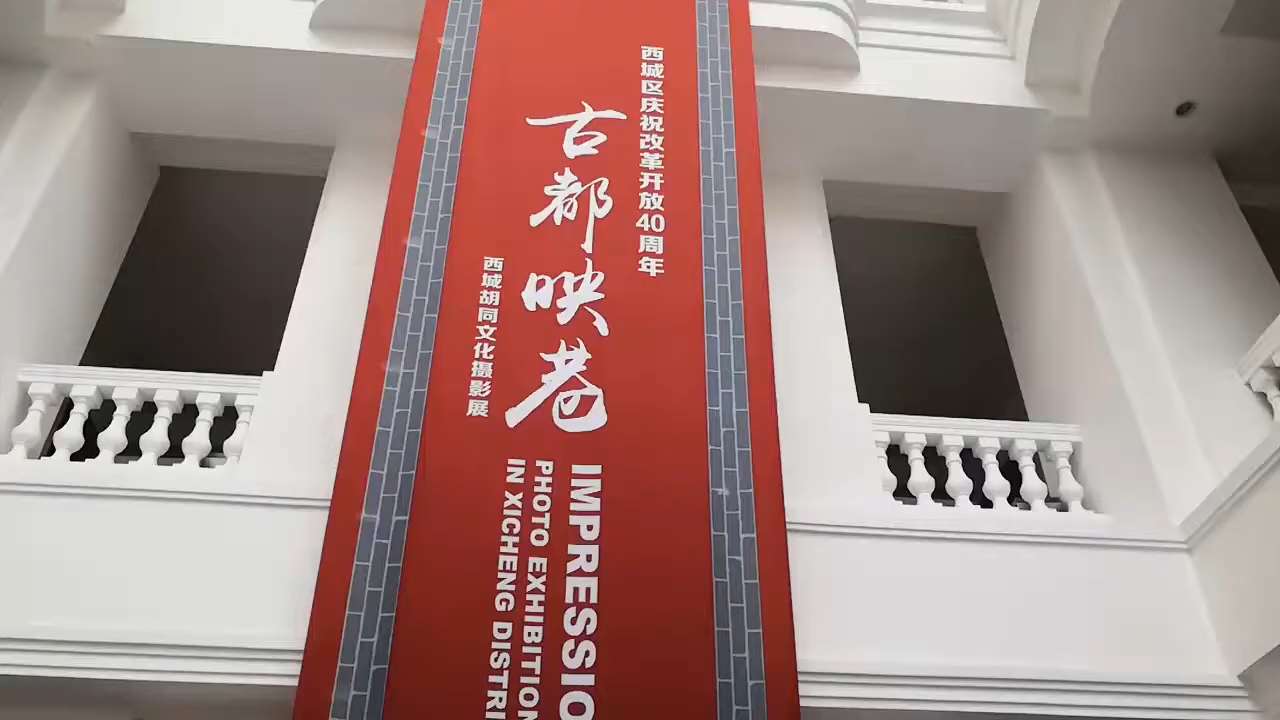 西城区庆祝改革开放40周年
古都映巷
西城胡同文化摄影展
IMPRESSIO
PHOTO EXHIBITION
IN XICHENG DISTRI